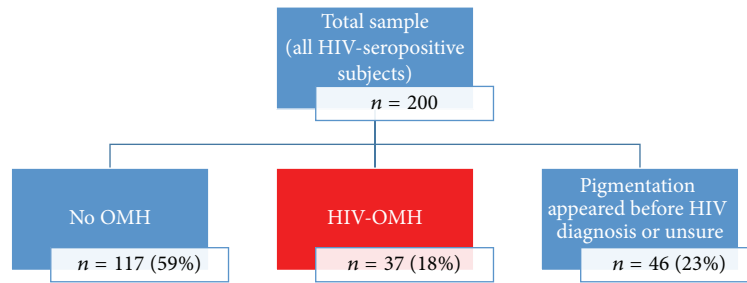 Total sample
(all HIV-seropositive
subjects)
n = 200
No OMH
n = 117 (59%)
HIV-OMH
n = 37 (18%)
Pigmentation
appeared before HIV
diagnosis or unsure
n = 46 (23%)